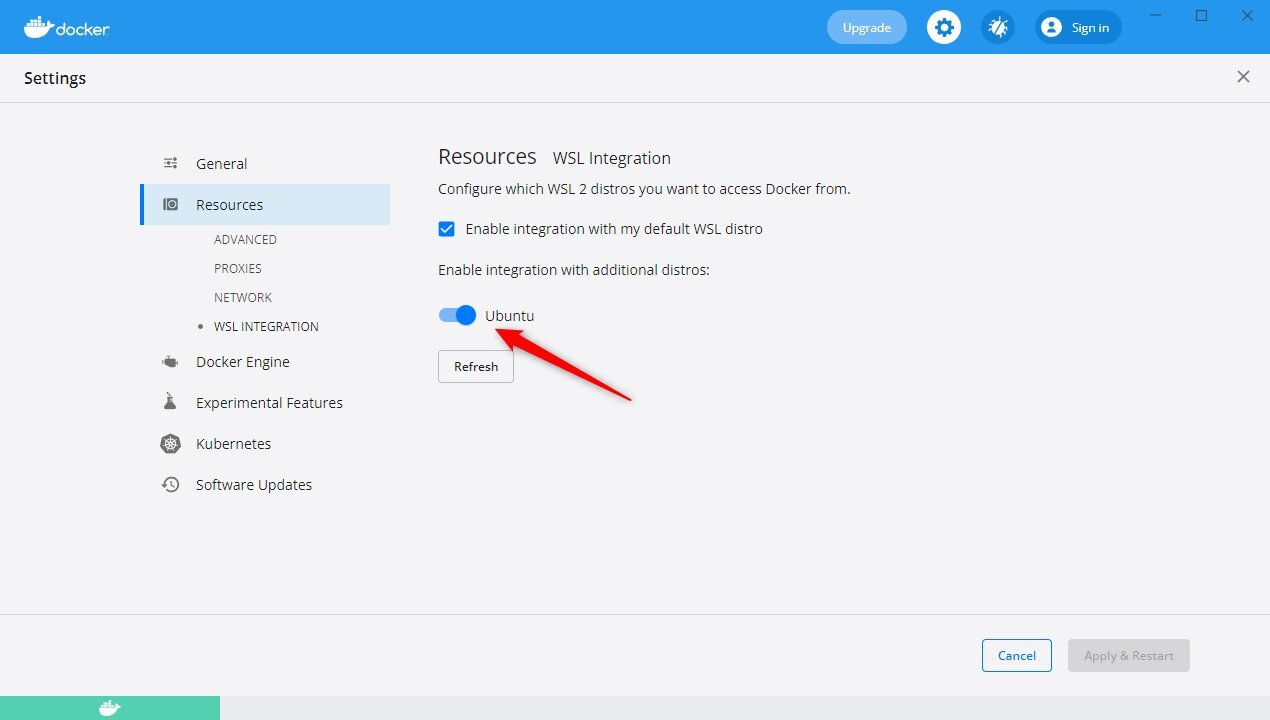 docker
Upgrade
Sign in
Settings
General
Resources
ADVANCED
PROXIES
NETWORK
WSL INTEGRATION
Docker Engine
Experimental Features
Kubernetes
Software Updates
Resources WSL Integration
Configure which WSL 2 distros you want to access Docker from.
Enable integration with my default WSL distro
Enable integration with additional distros:
Ubuntu
Refresh
Cancel
Apply & Restart